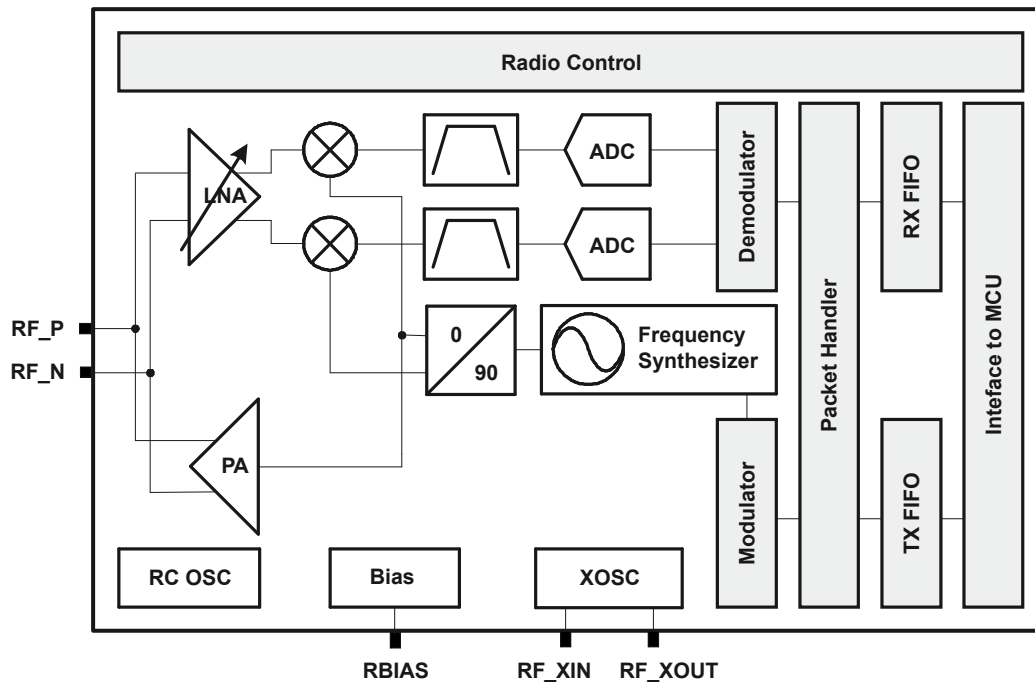 Radio Control
LNA
ADC
ADC
Demodulator
Packet Handler
RX FIFO
Inteface to MCU
RF_P
RF_N
0
90
Frequency
Synthesizer
PA
Modulator
TX FIFO
RC OSC
Bias
XOSC
RBIAS
RF_XIN
RF_XOUT